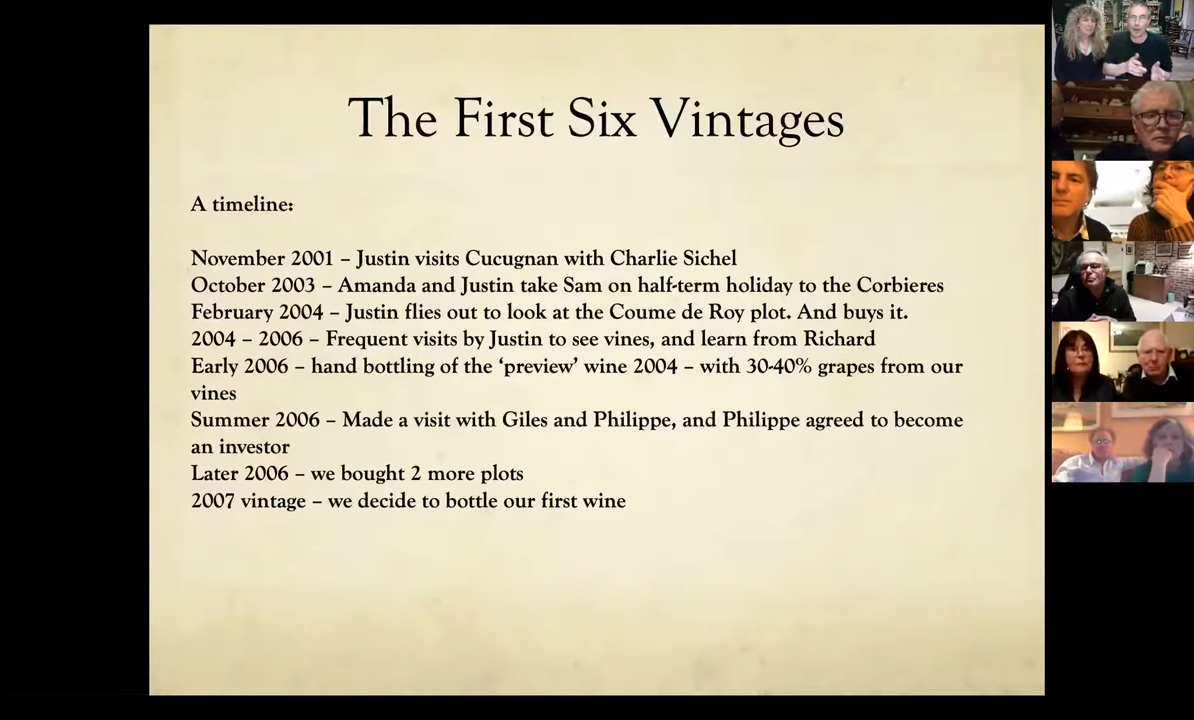 The First Six Vintages
A timeline:
November 2001 – Justin visits Cucugnan with Charlie Sichel
October 2003 – Amanda and Justin take Sam on half-term holiday to the Corbieres
February 2004 – Justin flies out to look at the Coume de Roy plot. And buys it.
2004 – 2006 – Frequent visits by Justin to see vines, and learn from Richard
Early 2006 – hand bottling of the ‘preview’ wine 2004 – with 30-40% grapes from our
vines
Summer 2006 – Made a visit with Giles and Philippe, and Philippe agreed to become
an investor
Later 2006 – we bought 2 more plots
2007 vintage – we decide to bottle our first wine